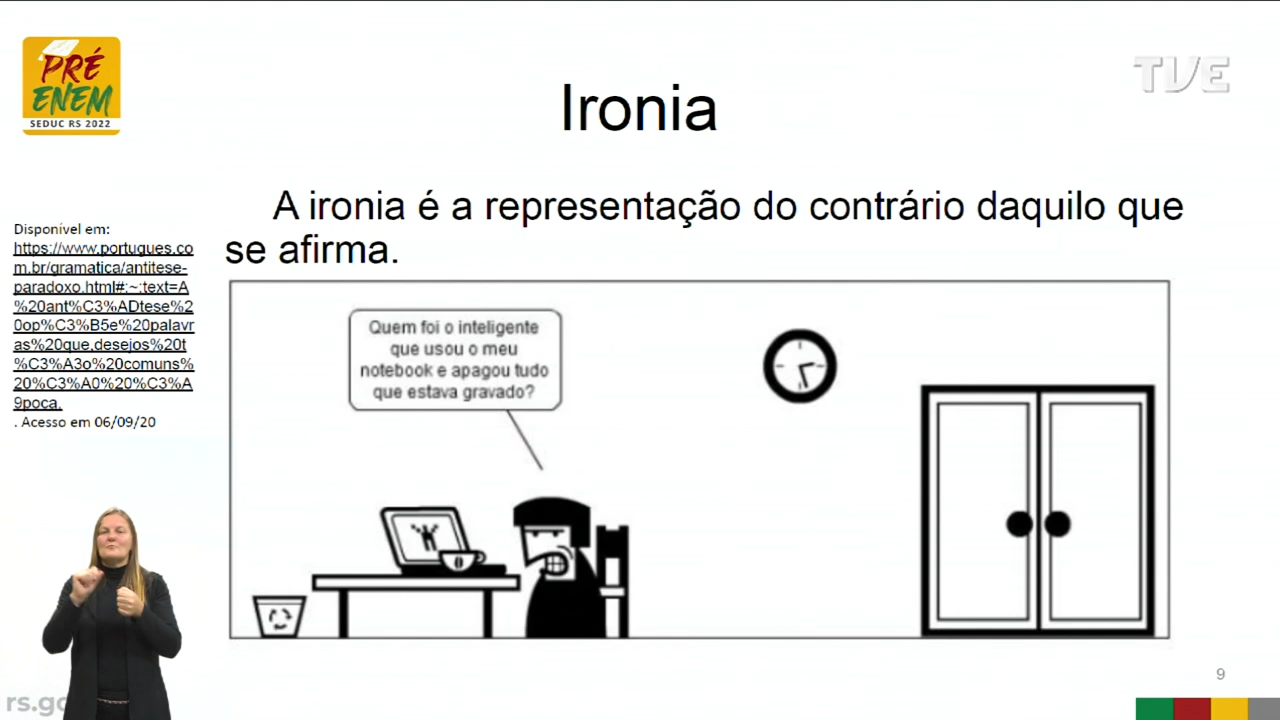 PRÉ
ENEM
SEDUC RS 2022
TVE
Ironia
A ironia é a representação do contrário daquilo que
se afirma.
Disponível em:
https://www.portugues.co
m.br/gramatica/antitese-
paradoxo.html#:~:text=A
%20ant%C3%ADtese%2
0op%C3%B5e%20palavr
as%20que,desejos%20t
%C3%A3o%20comuns%
20%C3%A0%20%C3%A
9poca.
. Acesso em 06/09/20
Quem foi o inteligente
que usou o meu
notebook e apagou tudo
que estava gravado?
9